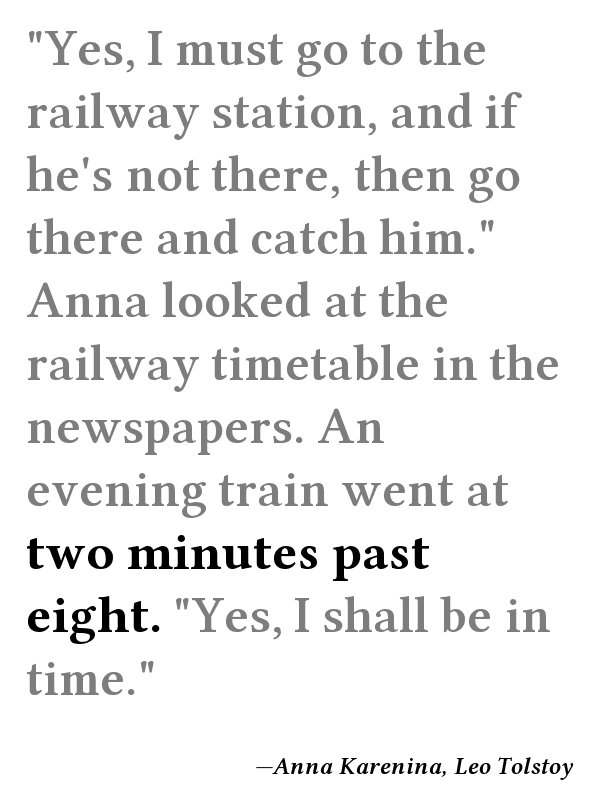 "Yes, I must go to the
railway station, and if
he's not there, then go
there and catch him."
Anna looked at the
railway timetable in the
newspapers. An
evening train went at
two minutes past
eight. "Yes, I shall be in
time."
—Anna Karenina, Leo Tolstoy